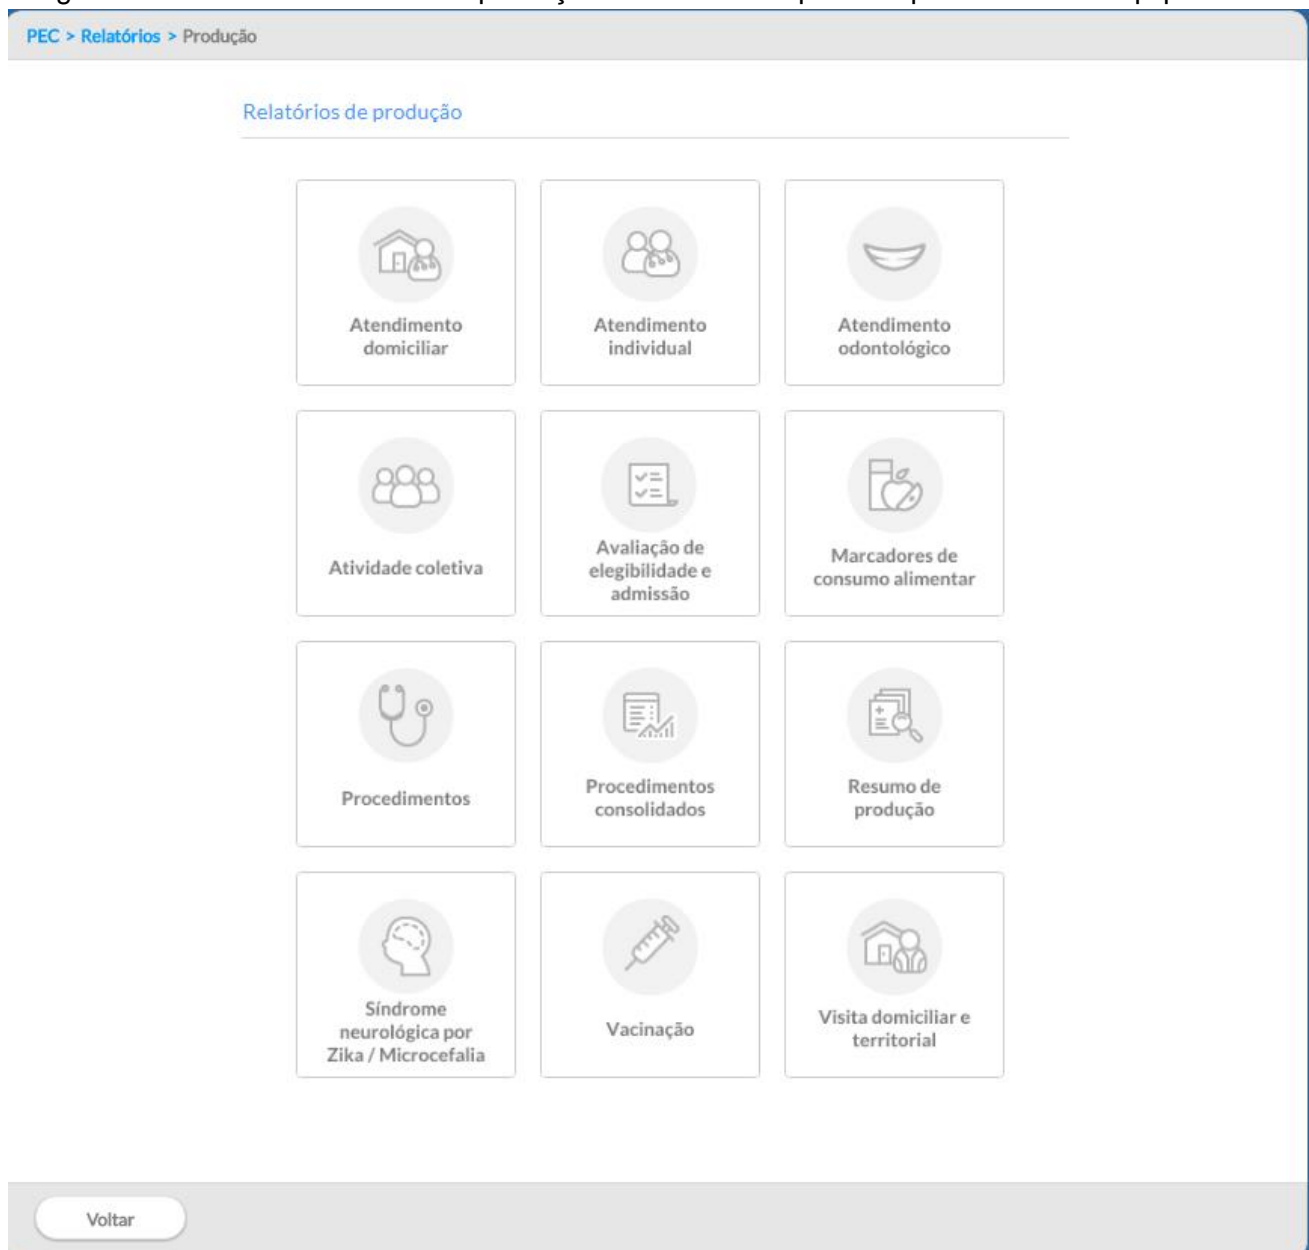 PEC > Relatórios > Produção
Relatórios de produção
Atendimento
domiciliar
Atendimento
individual
Atendimento
odontológico
Atividade coletiva
Avaliação de
elegibilidade e
admissão
Marcadores de
consumo alimentar
Procedimentos
Procedimentos
consolidados
Resumo de
produção
Síndrome
neurológica por
Zika / Microcefalia
Vacinação
Visita domiciliar e
territorial
Voltar